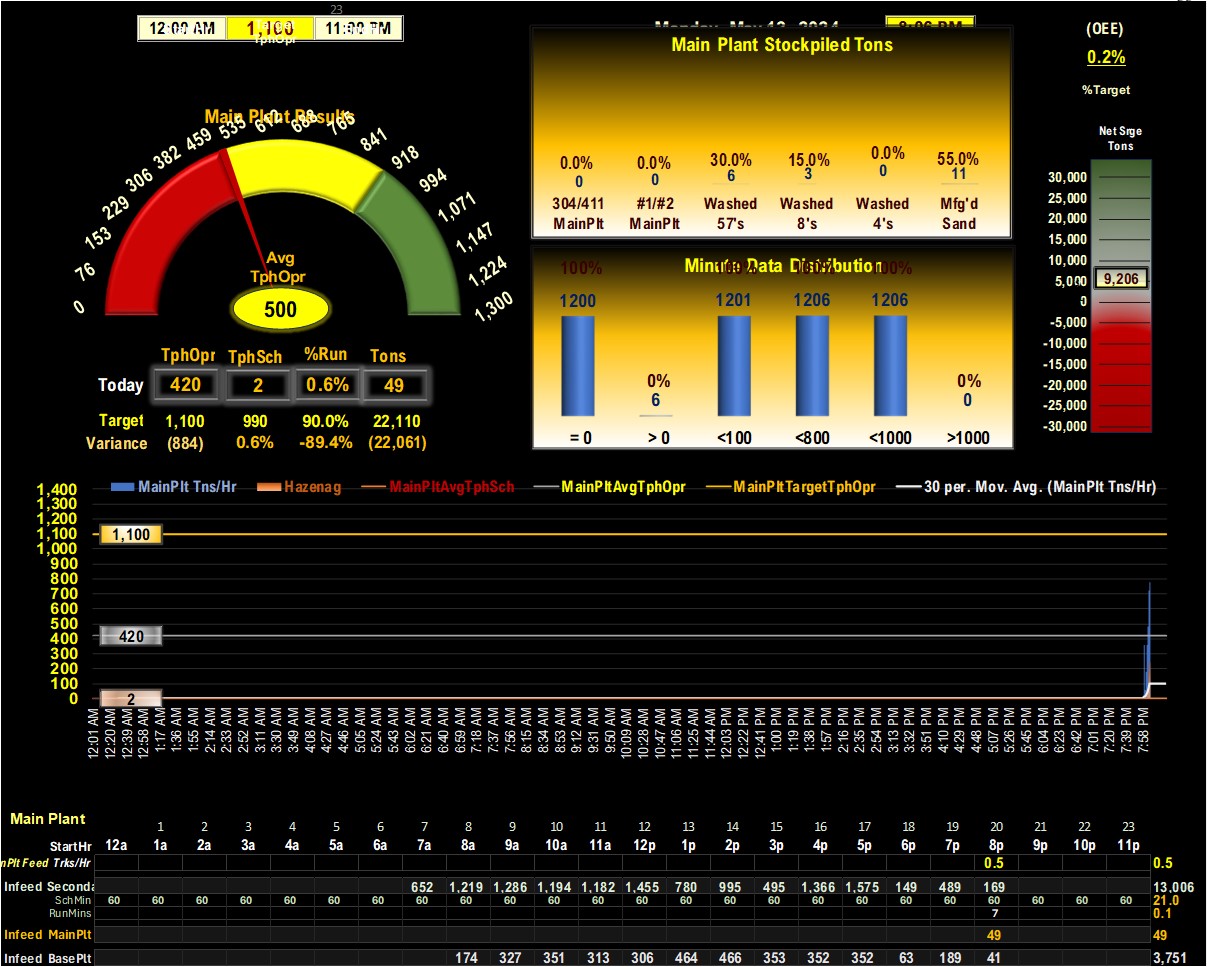 23
12:00 AM 1,100 11:00 PM
Target
TphOpr
Monday, May 13, 2024 8:06 PM
(OEE)
0.2%
%Target
Main Plant Stockpiled Tons
0.0% 0.0% 30.0% 15.0% 0.0% 55.0%
0 0 6 3 0 11
304/411 #1/#2 Washed Washed Washed Mfg'd
MainPlt MainPlt 57's 8's 4's Sand
Main Plant Results
0 76 153 229 306 382 459 535 612 688 765 841 918 994 1,071 1,147 1,224 1,300
Avg
TphOpr
500
Minute Data Distribution
100% 100% 100% 100%
1200 1201 1206 1206
0% 0%
6 0
= 0 > 0 <100 <800 <1000 >1000
Net Srge
Tons
30,000
25,000
20,000
15,000
10,000
5,000
9,206
0
-5,000
-10,000
-15,000
-20,000
-25,000
-30,000
TphOpr TphSch %Run Tons
Today 420 2 0.6% 49
Target 1,100 990 90.0% 22,110
Variance (884) 0.6% -89.4% (22,061)
MainPlt Tns/Hr Hazenag MainPltAvgTphSch MainPltAvgTphOpr MainPltTargetTphOpr 30 per. Mov. Avg. (MainPlt Tns/Hr)
1,400
1,300
1,200
1,100 1,100
1,000
900
800
700
600
500
400 420
300
200
100
0 2
12:01 AM 12:20 AM 12:39 AM 12:58 AM 1:17 AM 1:36 AM 1:55 AM 2:14 AM 2:33 AM 2:52 AM 3:11 AM 3:30 AM 3:49 AM 4:08 AM 4:27 AM 4:46 AM 5:05 AM 5:24 AM 5:43 AM 6:02 AM 6:21 AM 6:40 AM 6:59 AM 7:18 AM 7:37 AM 7:56 AM 8:15 AM 8:34 AM 8:53 AM 9:12 AM 9:31 AM 9:50 AM 10:09 AM 10:28 AM 10:47 AM 11:06 AM 11:25 AM 11:44 AM 12:03 PM 12:22 PM 12:41 PM 1:00 PM 1:19 PM 1:38 PM 1:57 PM 2:16 PM 2:35 PM 2:54 PM 3:13 PM 3:32 PM 3:51 PM 4:10 PM 4:29 PM 4:48 PM 5:07 PM 5:26 PM 5:45 PM 6:04 PM 6:23 PM 6:42 PM 7:01 PM 7:20 PM 7:39 PM 7:58 PM
Main Plant
1 2 3 4 5 6 7 8 9 10 11 12 13 14 15 16 17 18 19 20 21 22 23
StartHr 12a 1a 2a 3a 4a 5a 6a 7a 8a 9a 10a 11a 12p 1p 2p 3p 4p 5p 6p 7p 8p 9p 10p 11p
nPlt Feed Trks/Hr 0.5 0.5
Infeed Seconda 652 1,219 1,286 1,194 1,182 1,455 780 995 495 1,366 1,575 149 489 169 13,006
SchMin 60 60 60 60 60 60 60 60 60 60 60 60 60 60 60 60 60 60 60 60 60 60 60 60 21.0
RunMins 7 0.1
Infeed MainPlt 49 49
Infeed BasePlt 174 327 351 313 306 464 466 353 352 352 63 189 41 3,751